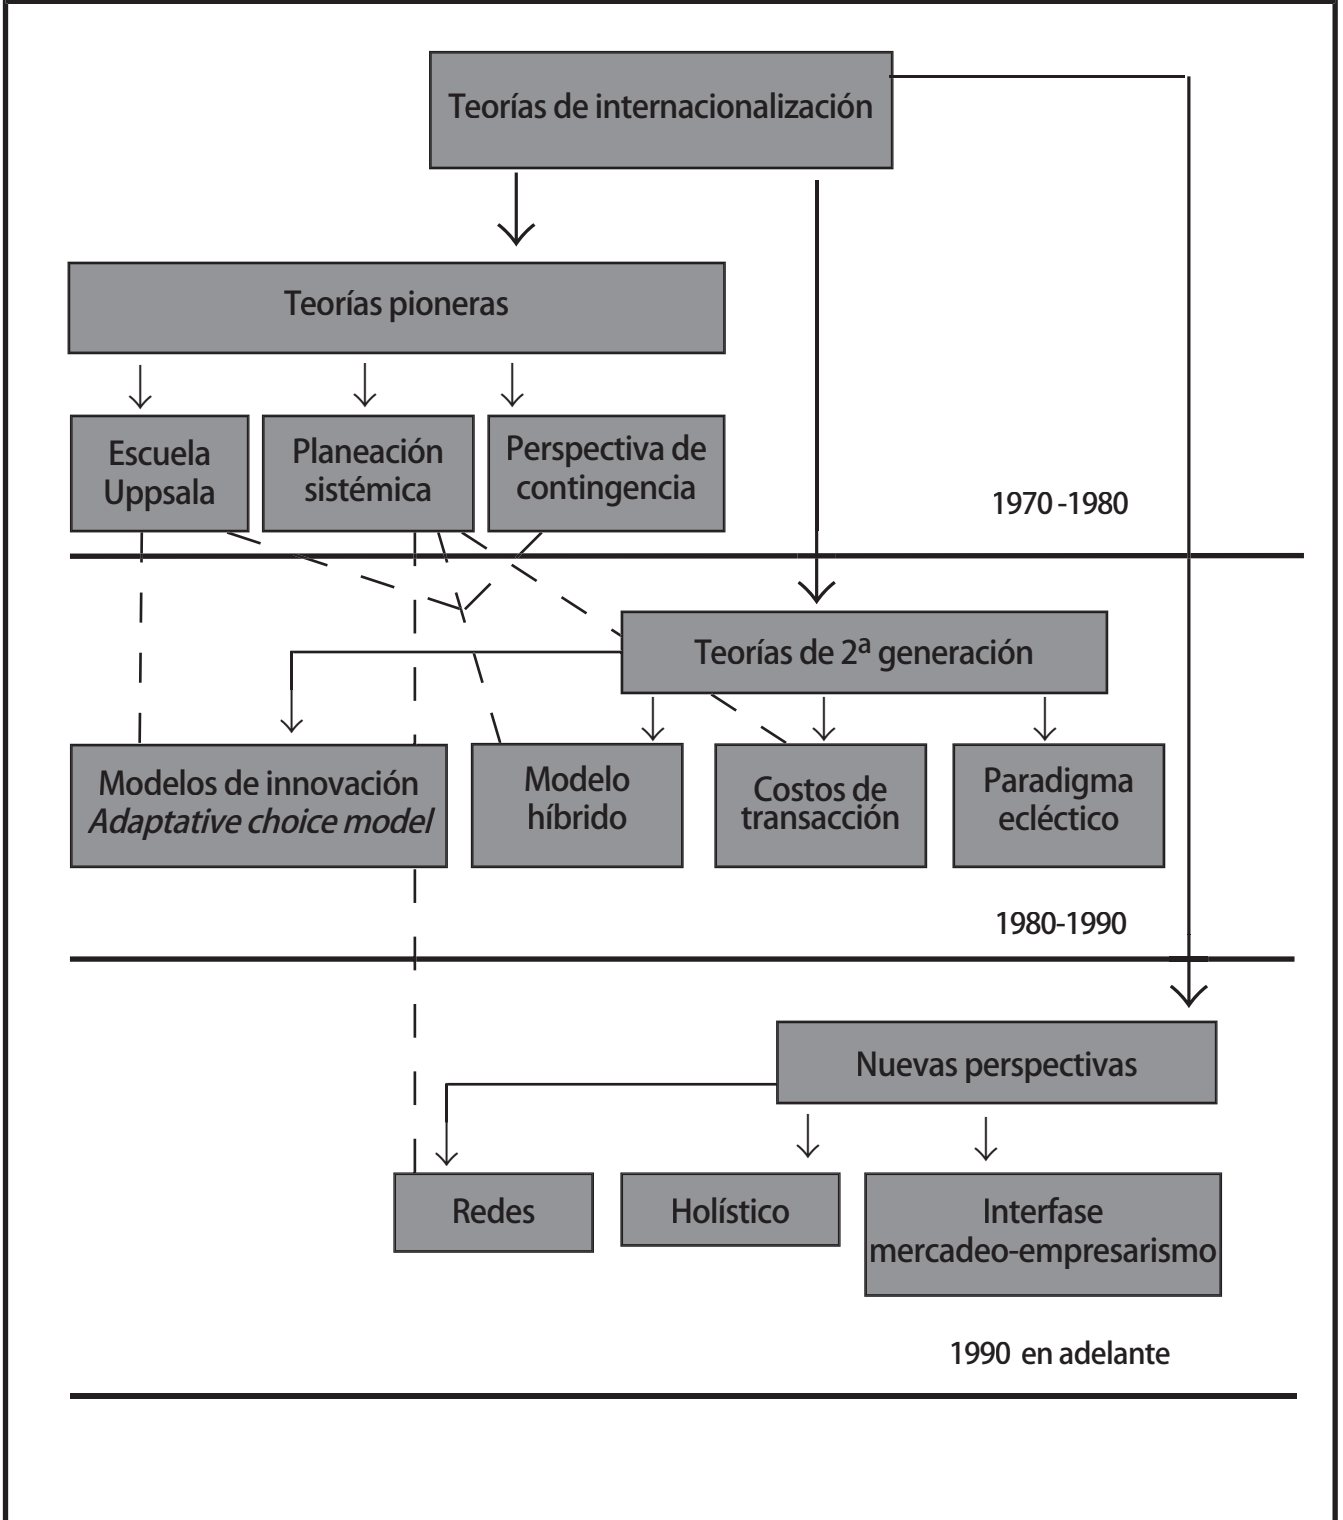 Teorías de internacionalización
Teorías pioneras
Escuela
Uppsala
Planeación
sistémica
Perspectiva de
contingencia
1970 -1980
Teorías de 2ª generación
Modelos de innovación
Adaptative choice model
Modelo
híbrido
Costos de
transacción
Paradigma
ecléctico
1980-1990
Nuevas perspectivas
Redes
Holístico
Interfase
mercadeo-empresarismo
1990 en adelante